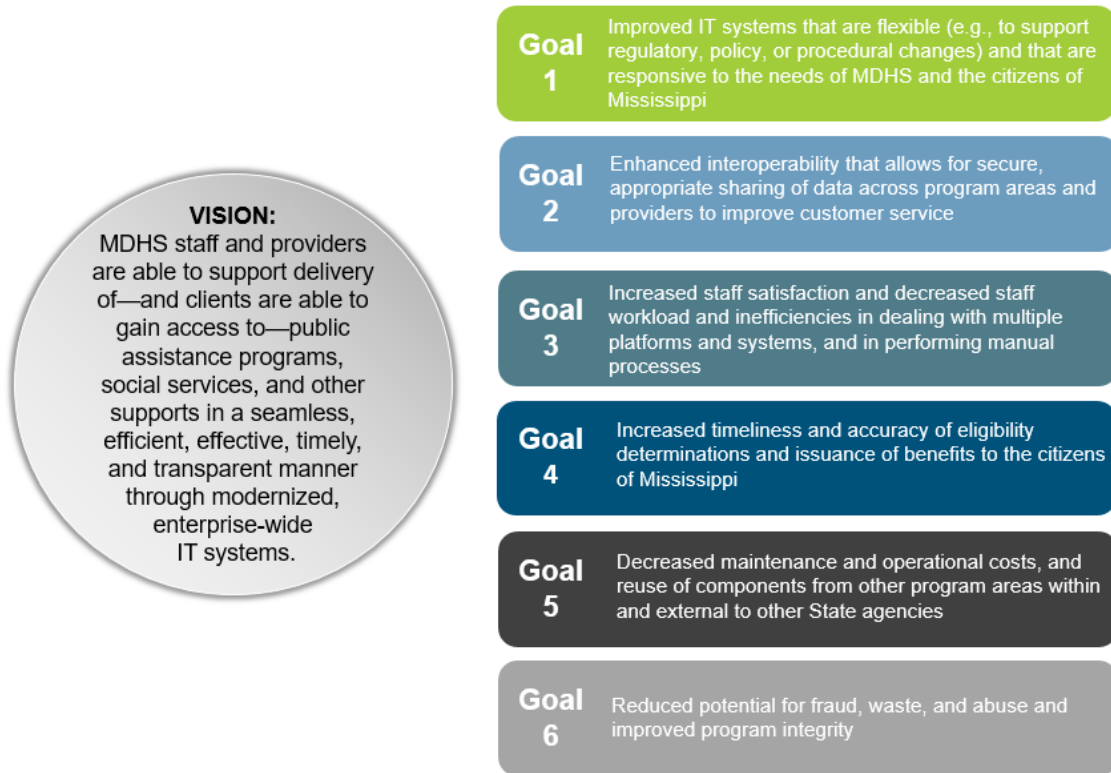 VISION:
MDHS staff and providers
are able to support delivery
of—and clients are able to
gain access to—public
assistance programs,
social services, and other
supports in a seamless,
efficient, effective, timely,
and transparent manner
through modernized,
enterprise-wide
IT systems.
Goal
1
Improved IT systems that are flexible (e.g., to support
regulatory, policy, or procedural changes) and that are
responsive to the needs of MDHS and the citizens of
Mississippi
Goal
2
Enhanced interoperability that allows for secure,
appropriate sharing of data across program areas and
providers to improve customer service
Goal
3
Increased staff satisfaction and decreased staff
workload and inefficiencies in dealing with multiple
platforms and systems, and in performing manual
processes
Goal
4
Increased timeliness and accuracy of eligibility
determinations and issuance of benefits to the citizens
of Mississippi
Goal
5
Decreased maintenance and operational costs, and
reuse of components from other program areas within
and external to other State agencies
Goal
6
Reduced potential for fraud, waste, and abuse and
improved program integrity